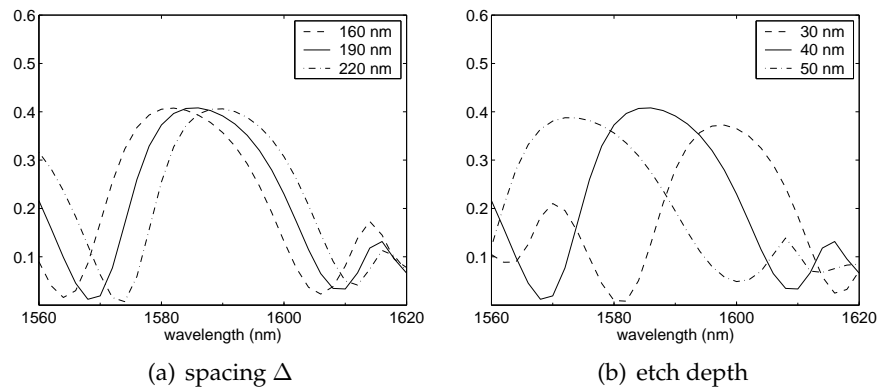 0.6
0.5
0.4
0.3
0.2
0.1
1560
1580
1600
1620
wavelength (nm)
160 nm
190 nm
220 nm
(a) spacing Δ
0.6
0.5
0.4
0.3
0.2
0.1
1560
1580
1600
1620
wavelength (nm)
30 nm
40 nm
50 nm
(b) etch depth